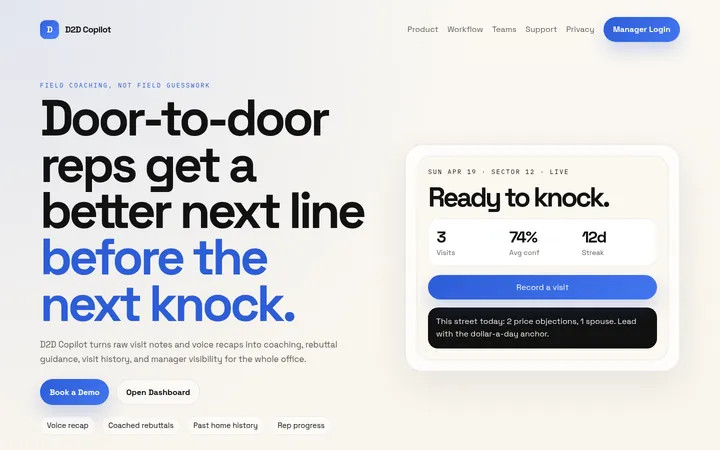 D D2D Copilot
Product Workflow Teams Support Privacy Manager Login
FIELD COACHING, NOT FIELD GUESSWORK
Door-to-door
reps get a
better next line
before the
next knock.
D2D Copilot turns raw visit notes and voice recaps into coaching, rebuttal
guidance, visit history, and manager visibility for the whole office.
Book a Demo Open Dashboard
Voice recap Coached rebuttals Past home history Rep progress
SUN APR 19 · SECTOR 12 · LIVE
Ready to knock.
3 74% 12d
Visits Avg conf Streak
Record a visit
This street today: 2 price objections, 1 spouse. Lead
with the dollar-a-day anchor.